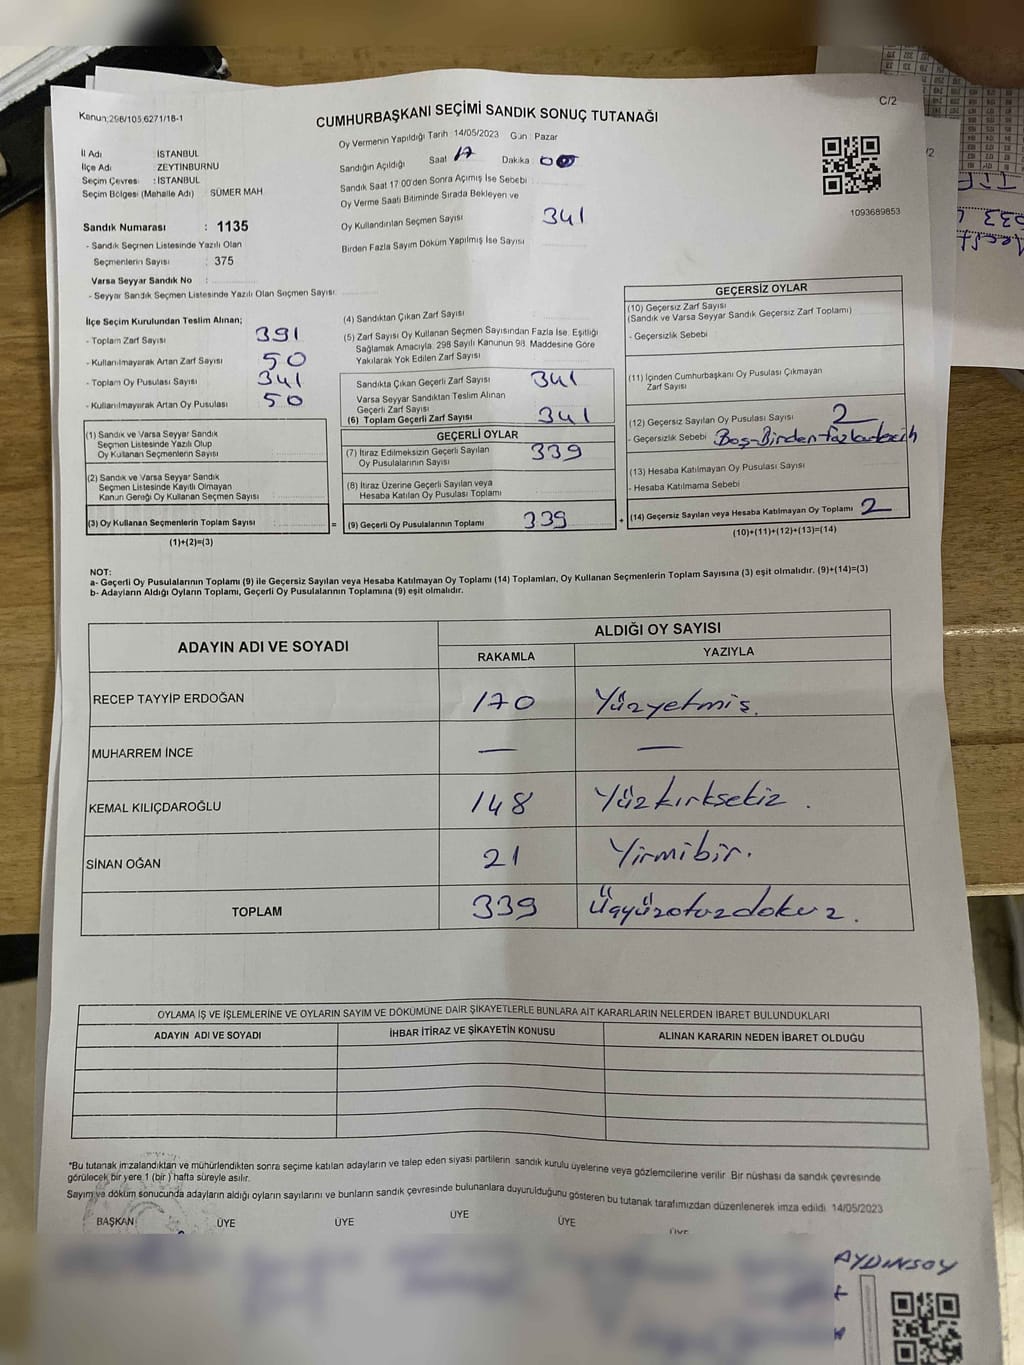 Kanun:298/103,6271/18-1
CUMHURBAŞKANI SEÇİMİ SANDIK SONUÇ TUTANAĞI
C/2
Oy Vermenin Yapıldığı Tarih 14/05/2023 Gün : Pazar
İl Adı : İSTANBUL
İlçe Adı : ZEYTİNBURNU
Seçim Çevresi : İSTANBUL
Seçim Bölgesi (Mahalle Adı) SÜMER MAH
Sandığın Açıldığı Saat 17 Dakika 00
Sandık Saat 17.00'den Sonra Açılmış İse Sebebi
Oy Verme Saati Bitiminde Sırada Bekleyen ve
Oy Kullandırılan Seçmen Sayısı 341
Birden Fazla Sayım Döküm Yapılmış İse Sayısı
1093689853
Sandık Numarası : 1135
- Sandık Seçmen Listesinde Yazılı Olan
Seçmenlerin Sayısı : 375
Varsa Seyyar Sandık No :
- Seyyar Sandık Seçmen Listesinde Yazılı Olan Seçmen Sayısı:
İlçe Seçim Kurulundan Teslim Alınan;
- Toplam Zarf Sayısı 391
- Kullanılmayarak Artan Zarf Sayısı 50
- Toplam Oy Pusulası Sayısı 341
- Kullanılmayarak Artan Oy Pusulası 50
(1) Sandık ve Varsa Seyyar Sandık
Seçmen Listesinde Yazılı Olup
Oy Kullanan Seçmenlerin Sayısı
(2) Sandık ve Varsa Seyyar Sandık
Seçmen Listesinde Kayıtlı Olmayan
Kanun Gereği Oy Kullanan Seçmen Sayısı
(3) Oy Kullanan Seçmenlerin Toplam Sayısı =
(1)+(2)=(3)
(4) Sandıktan Çıkan Zarf Sayısı
(5) Zarf Sayısı Oy Kullanan Seçmen Sayısından Fazla İse, Eşitliği
Sağlamak Amacıyla, 298 Sayılı Kanunun 98. Maddesine Göre
Yakılarak Yok Edilen Zarf Sayısı
Sandıkta Çıkan Geçerli Zarf Sayısı 341
Varsa Seyyar Sandıktan Teslim Alınan
Geçerli Zarf Sayısı
(6) Toplam Geçerli Zarf Sayısı 341
GEÇERLİ OYLAR
(7) İtiraz Edilmeksizin Geçerli Sayılan
Oy Pusulalarının Sayısı 339
(8) İtiraz Üzerine Geçerli Sayılan veya
Hesaba Katılan Oy Pusulası Toplamı
(9) Geçerli Oy Pusulalarının Toplamı 339 +
GEÇERSİZ OYLAR
(10) Geçersiz Zarf Sayısı
(Sandık ve Varsa Seyyar Sandık Geçersiz Zarf Toplamı)
- Geçersizlik Sebebi
(11) İçinden Cumhurbaşkanı Oy Pusulası Çıkmayan
Zarf Sayısı
(12) Geçersiz Sayılan Oy Pusulası Sayısı 2
- Geçersizlik Sebebi Boş-Birden fazla tercih
(13) Hesaba Katılmayan Oy Pusulası Sayısı
- Hesaba Katılmama Sebebi
(14) Geçersiz Sayılan veya Hesaba Katılmayan Oy Toplamı 2
(10)+(11)+(12)+(13)=(14)
NOT:
a- Geçerli Oy Pusulalarının Toplamı (9) ile Geçersiz Sayılan veya Hesaba Katılmayan Oy Toplamı (14) Toplamları, Oy Kullanan Seçmenlerin Toplam Sayısına (3) eşit olmalıdır. (9)+(14)=(3)
b- Adayların Aldığı Oyların Toplamı, Geçerli Oy Pusulalarının Toplamına (9) eşit olmalıdır.
ADAYIN ADI VE SOYADI ALDIĞI OY SAYISI
RAKAMLA YAZIYLA
RECEP TAYYİP ERDOĞAN 170 Yüzyetmiş.
MUHARREM İNCE — —
KEMAL KILIÇDAROĞLU 148 Yüzkırksekiz.
SİNAN OĞAN 21 Yirmibir.
TOPLAM 339 Üçyüzotuzdokuz.
OYLAMA İŞ VE İŞLEMLERİNE VE OYLARIN SAYIM VE DÖKÜMÜNE DAİR ŞİKAYETLERLE BUNLARA AİT KARARLARIN NELERDEN İBARET BULUNDUKLARI
ADAYIN ADI VE SOYADI İHBAR İTİRAZ VE ŞİKAYETİN KONUSU ALINAN KARARIN NEDEN İBARET OLDUĞU
*Bu tutanak imzalandıktan ve mühürlendikten sonra seçime katılan adayların ve talep eden siyasi partilerin sandık kurulu üyelerine veya gözlemcilerine verilir. Bir nüshası da sandık çevresinde
görülecek bir yere 1 (bir) hafta süreyle asılır.
Sayım ve döküm sonucunda adayların aldığı oyların sayılarını ve bunların sandık çevresinde bulunanlara duyurulduğunu gösteren bu tutanak tarafımızdan düzenlenerek imza edildi. 14/05/2023
BAŞKAN ÜYE ÜYE ÜYE ÜYE ÜYE
AYDINSOY